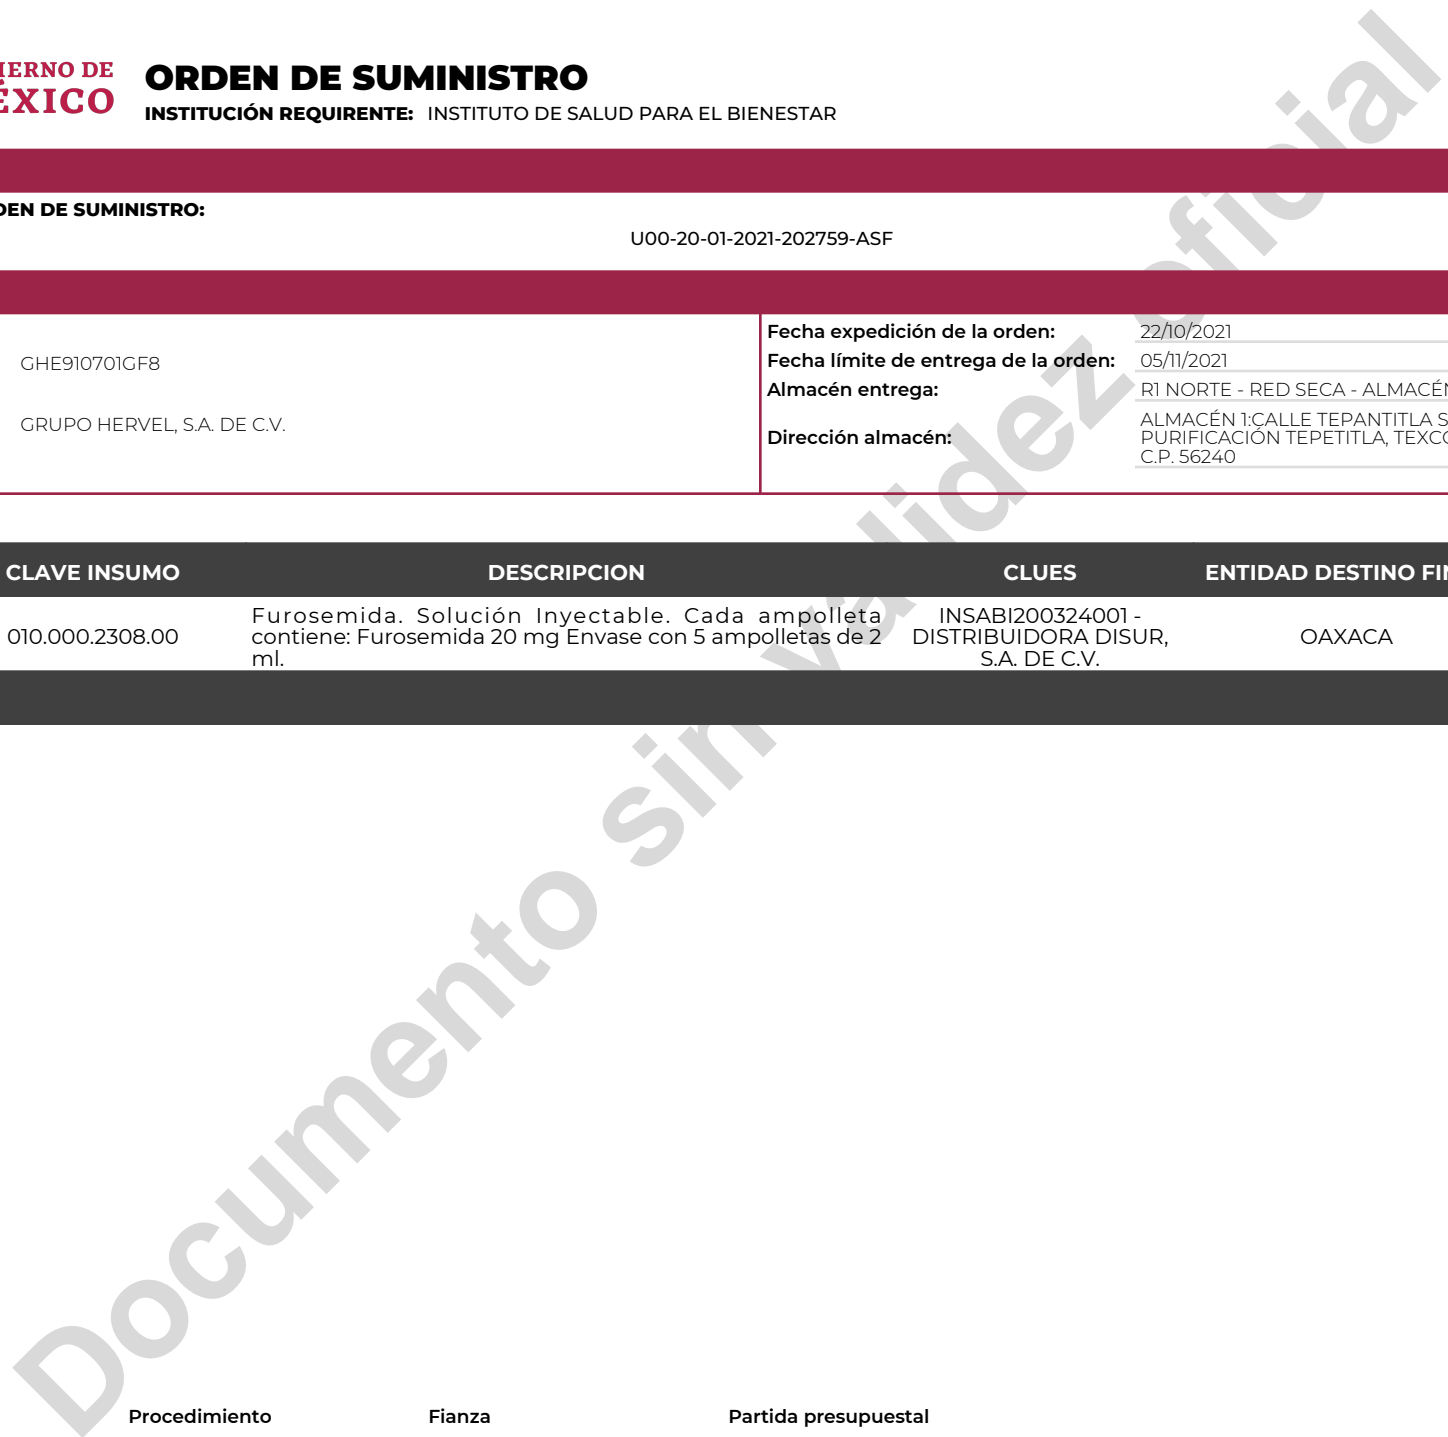 IERNO DE
ÉXICO
ORDEN DE SUMINISTRO
INSTITUCIÓN REQUIRENTE: INSTITUTO DE SALUD PARA EL BIENESTAR
DEN DE SUMINISTRO:
U00-20-01-2021-202759-ASF
GHE910701GF8
GRUPO HERVEL, S.A. DE C.V.
Fecha expedición de la orden: 22/10/2021
Fecha límite de entrega de la orden: 05/11/2021
Almacén entrega: R1 NORTE - RED SECA - ALMACÉN
Dirección almacén: ALMACÉN 1:CALLE TEPANTITLA S
PURIFICACIÓN TEPETITLA, TEXCO
C.P. 56240
CLAVE INSUMO DESCRIPCION CLUES ENTIDAD DESTINO FIN
010.000.2308.00
Furosemida. Solución Inyectable. Cada ampolleta
contiene: Furosemida 20 mg Envase con 5 ampolletas de 2
ml.
INSABI200324001 -
DISTRIBUIDORA DISUR,
S.A. DE C.V.
OAXACA
Documento sin validez oficial
Procedimiento Fianza Partida presupuestal